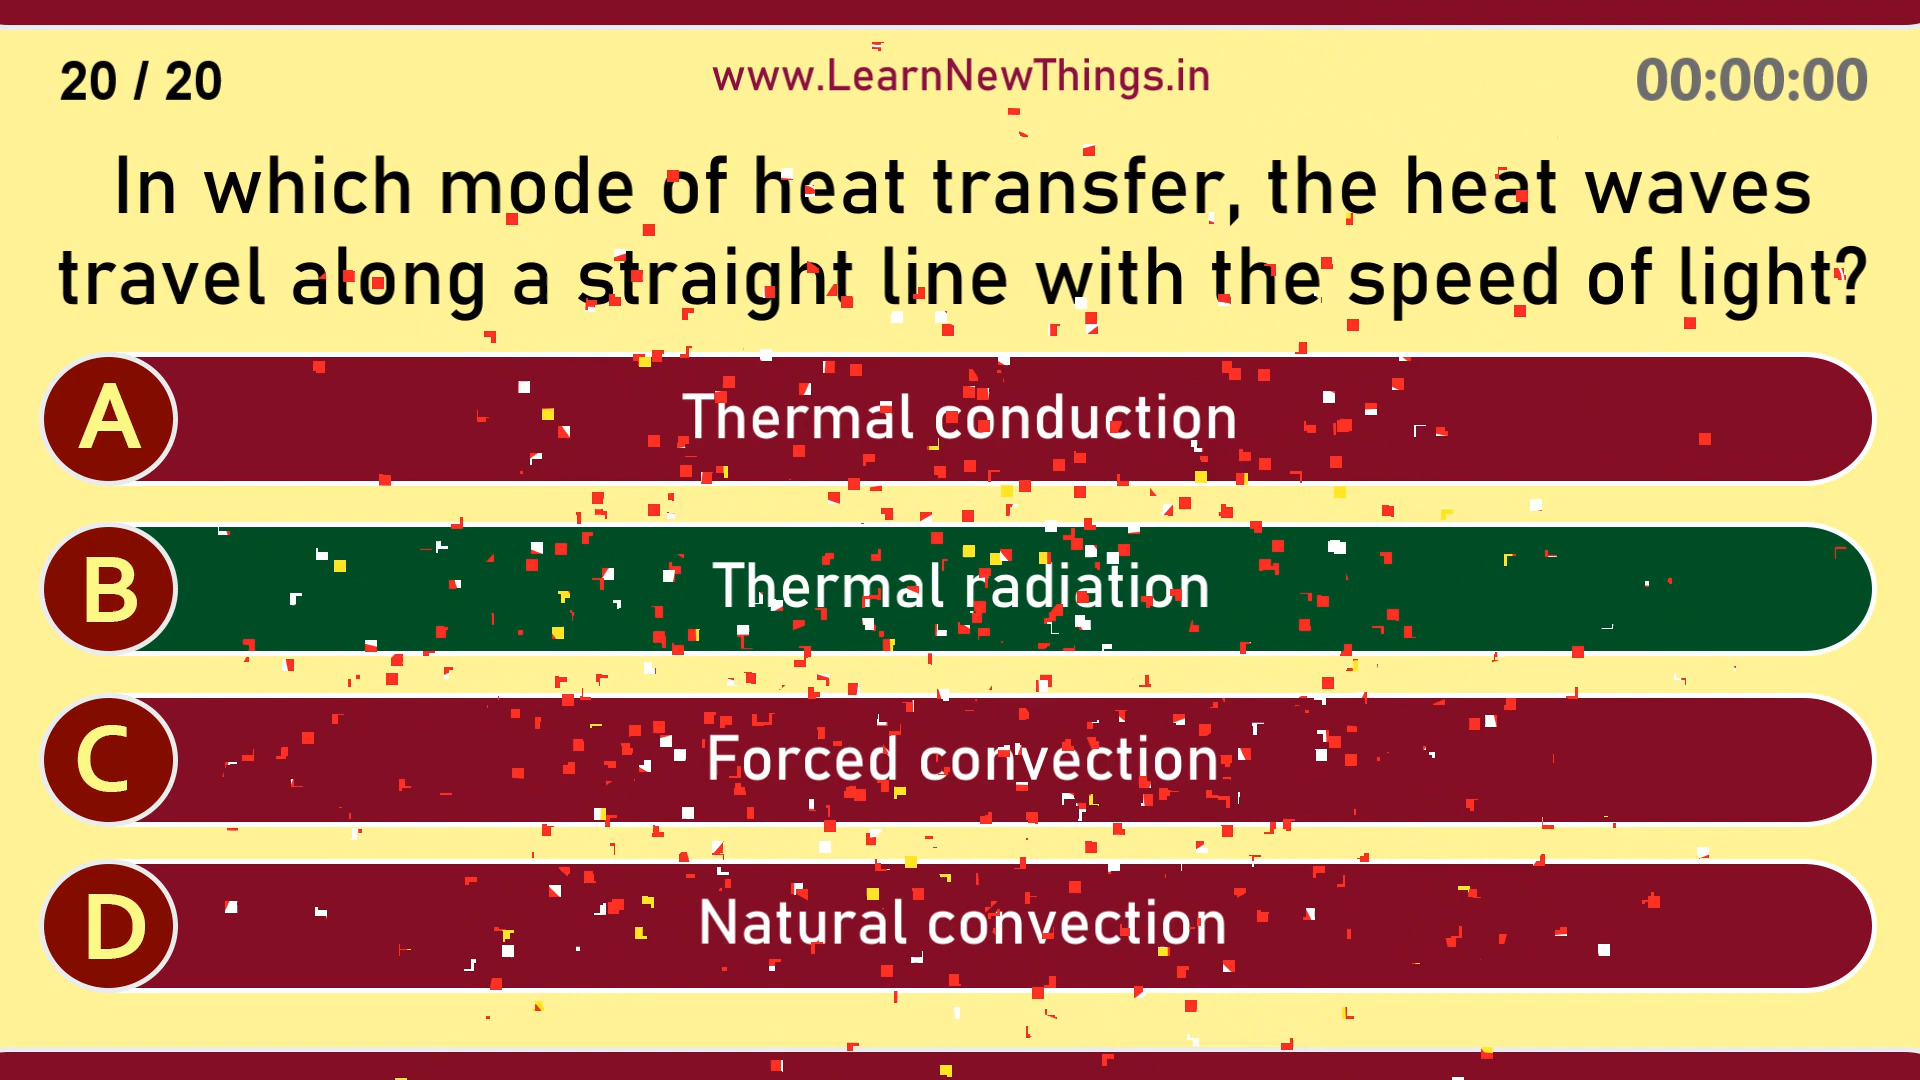 20 / 20
www.LearnNewThings.in
00:00:00
In which mode of heat transfer, the heat waves
travel along a straight line with the speed of light?
A
Thermal conduction
B
Thermal radiation
C
Forced convection
D
Natural convection